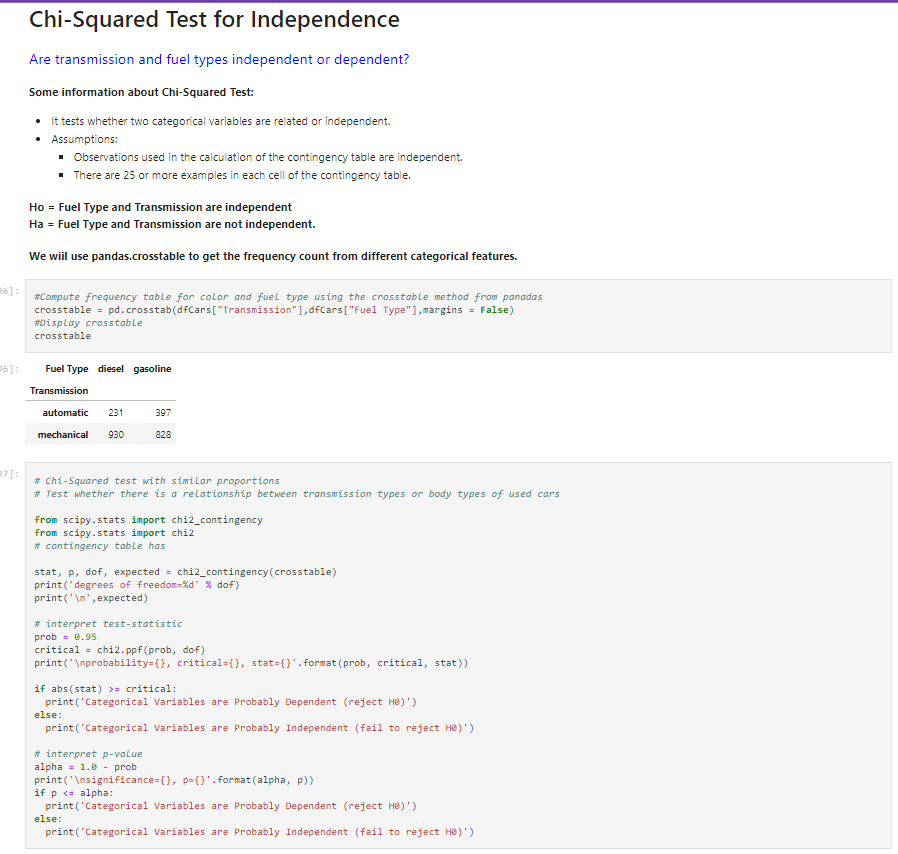 Chi-Squared Test for Independence
Are transmission and fuel types independent or dependent?
Some information about Chi-Squared Test:
• It tests whether two categorical variables are related or independent.
• Assumptions:
▪ Observations used in the calculation of the contingency table are independent.
▪ There are 25 or more examples in each cell of the contingency table.
Ho = Fuel Type and Transmission are independent
Ha = Fuel Type and Transmission are not independent.
We wiil use pandas.crosstable to get the frequency count from different categorical features.
96]:
#Compute frequency table for color and fuel type using the crosstable method from panadas
crosstable = pd.crosstab(dfCars["Transmission"],dfCars["Fuel Type"],margins = False)
#Display crosstable
crosstable
96]:
Fuel Type diesel gasoline
Transmission
automatic 231 397
mechanical 930 828
97]:
# Chi-Squared test with similar proportions
# Test whether there is a relationship between transmission types or body types of used cars
from scipy.stats import chi2_contingency
from scipy.stats import chi2
# contingency table has
stat, p, dof, expected = chi2_contingency(crosstable)
print('degrees of freedom=%d' % dof)
print('\n',expected)
# interpret test-statistic
prob = 0.95
critical = chi2.ppf(prob, dof)
print('\nprobability={}, critical={}, stat={}'.format(prob, critical, stat))
if abs(stat) >= critical:
print('Categorical Variables are Probably Dependent (reject H0)')
else:
print('Categorical Variables are Probably Independent (fail to reject H0)')
# interpret p-value
alpha = 1.0 - prob
print('\nsignificance={}, p={}'.format(alpha, p))
if p <= alpha:
print('Categorical Variables are Probably Dependent (reject H0)')
else:
print('Categorical Variables are Probably Independent (fail to reject H0)')